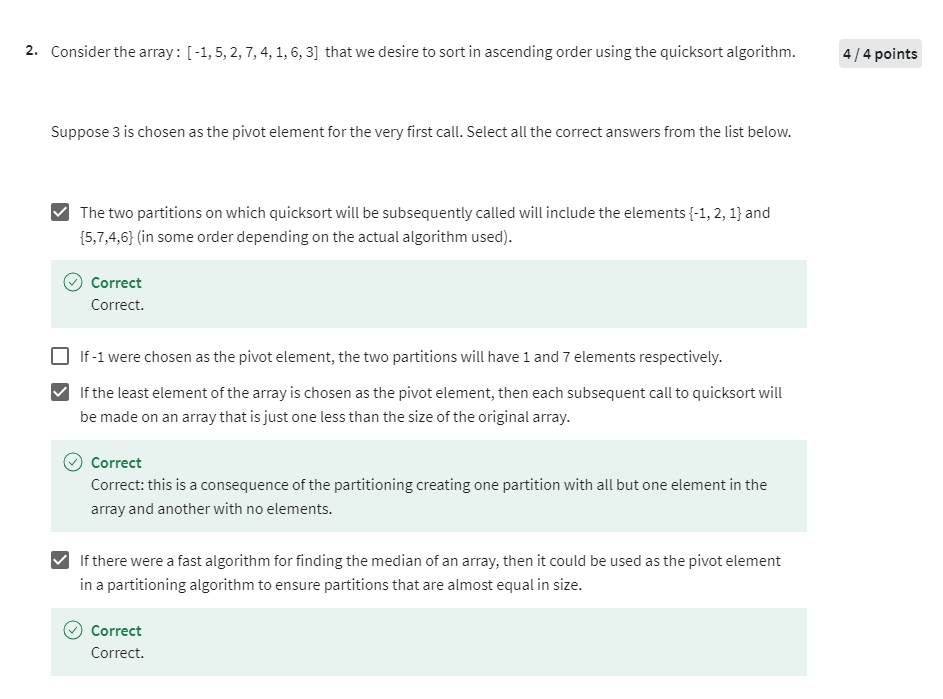 2. Consider the array : [ -1, 5, 2, 7, 4, 1, 6, 3] that we desire to sort in ascending order using the quicksort algorithm.
4 / 4 points
Suppose 3 is chosen as the pivot element for the very first call. Select all the correct answers from the list below.
The two partitions on which quicksort will be subsequently called will include the elements {-1, 2, 1} and
{5,7,4,6} (in some order depending on the actual algorithm used).
Correct
Correct.
If -1 were chosen as the pivot element, the two partitions will have 1 and 7 elements respectively.
If the least element of the array is chosen as the pivot element, then each subsequent call to quicksort will
be made on an array that is just one less than the size of the original array.
Correct
Correct: this is a consequence of the partitioning creating one partition with all but one element in the
array and another with no elements.
If there were a fast algorithm for finding the median of an array, then it could be used as the pivot element
in a partitioning algorithm to ensure partitions that are almost equal in size.
Correct
Correct.